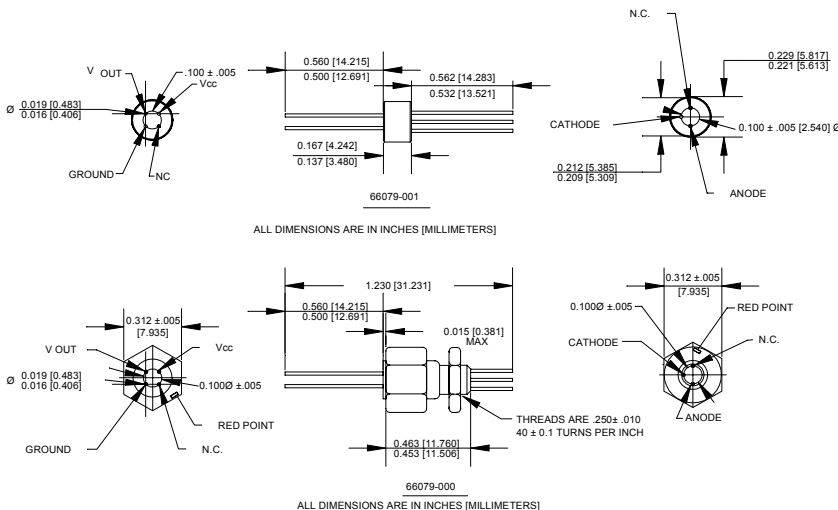 N.C.
0.560 [14.215]
0.500 [12.691]
0.562 [14.283]
0.532 [13.521]
0.229 [5.817]
0.221 [5.613]
V OUT
.100 ± .005
Vcc
Ø 0.019 [0.483]
0.016 [0.406]
CATHODE
0.100 ± .005 [2.540] Ø
GROUND
NC
0.167 [4.242]
0.137 [3.480]
0.212 [5.385]
0.209 [5.309]
ANODE
66079-001
ALL DIMENSIONS ARE IN INCHES [MILLIMETERS]
1.230 [31.231]
0.560 [14.215]
0.500 [12.691]
0.312 ±.005
[7.935]
0.312 ±.005
[7.935]
0.015 [0.381]
MAX
0.100Ø ±.005
RED POINT
V OUT
Vcc
CATHODE
N.C.
Ø 0.019 [0.483]
0.016 [0.406]
0.100Ø ±.005
RED POINT
ANODE
THREADS ARE .250± .010
40 ± 0.1 TURNS PER INCH
GROUND
N.C.
0.463 [11.760]
0.453 [11.506]
66079-000
ALL DIMENSIONS ARE IN INCHES [MILLIMETERS]